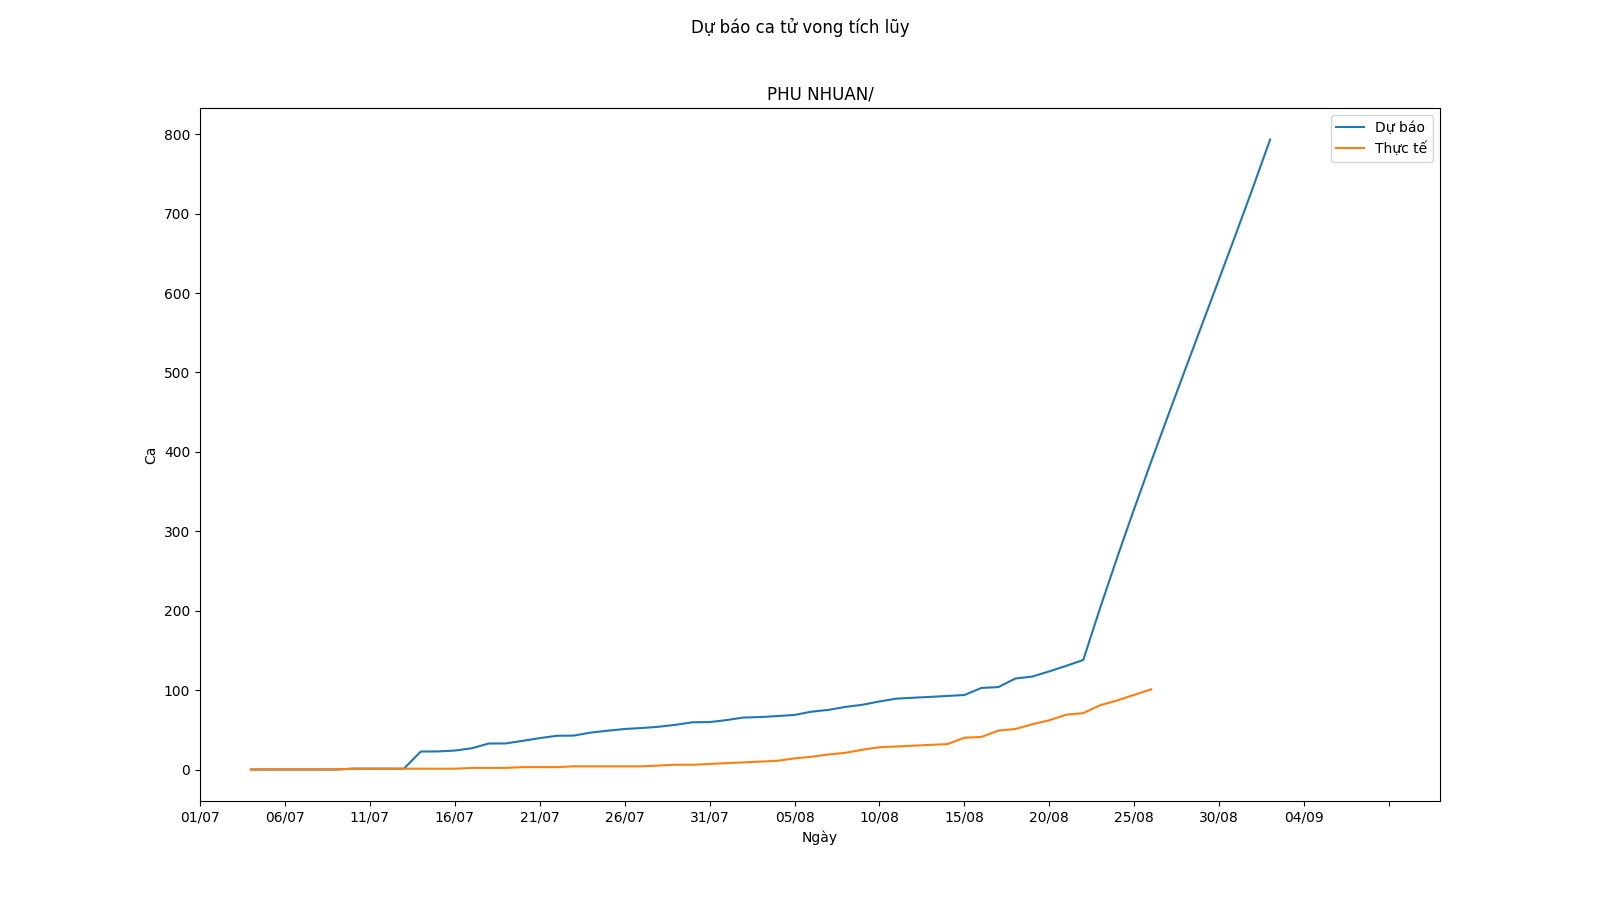 Dự báo ca tử vong tích lũy
PHU NHUAN/
Dự báo
Thực tế
800
700
600
500
400
300
200
100
0
Ca
01/07 06/07 11/07 16/07 21/07 26/07 31/07 05/08 10/08 15/08 20/08 25/08 30/08 04/09
Ngày